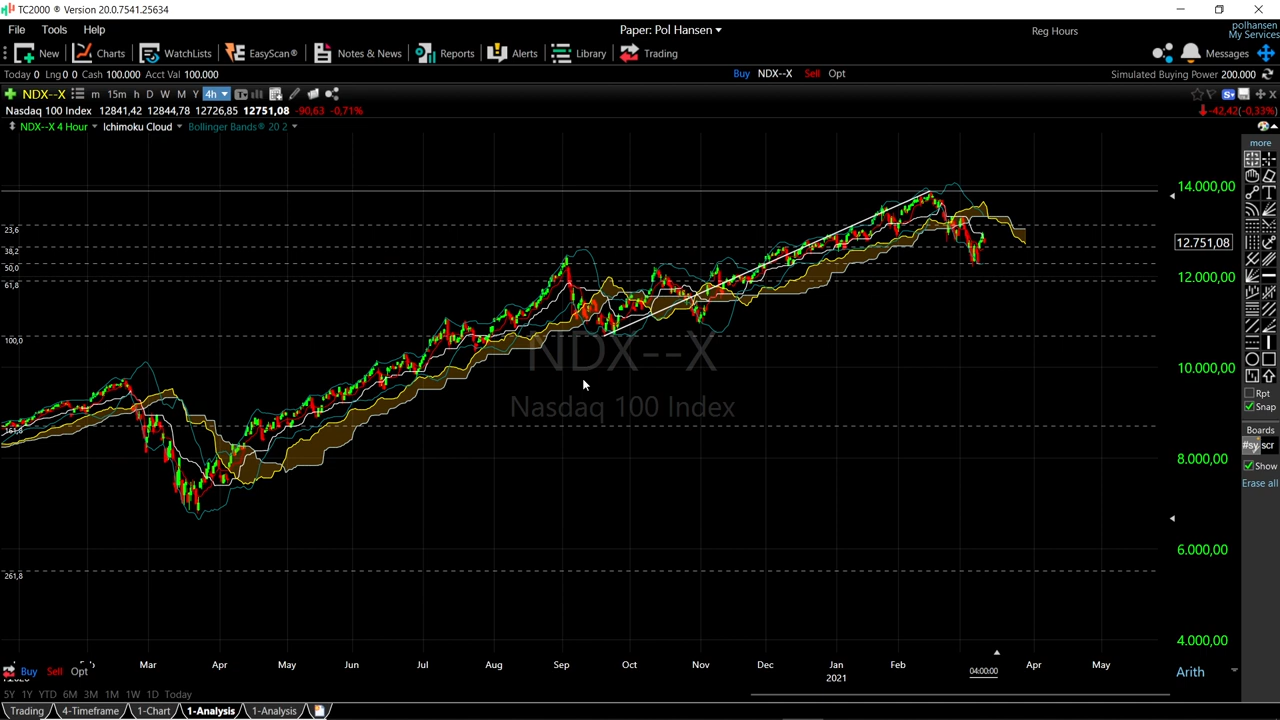 TC2000 ® Version 20.0.7541.25634
File Tools Help Paper: Pol Hansen Reg Hours polhansen
My Services
New Charts WatchLists EasyScan® Notes & News Reports Alerts Library Trading Messages
Today 0 Lng 0 0 Cash 100.000 Acct Val 100.000 Buy NDX--X Sell Opt Simulated Buying Power 200.000
NDX--X m 15m h D W M Y 4h
Nasdaq 100 Index 12841,42 12844,78 12726,85 12751,08 -90,63 -0,71% -42,42(-0,33%)
NDX--X 4 Hour Ichimoku Cloud Bollinger Bands® 20 2
more
14.000,00
23,6
12.751,08
38,2
50,0
12.000,00
61,8
100,0
NDX--X
10.000,00
Rpt
Nasdaq 100 Index
Snap
161,8
Boards
#sy scr
8.000,00
Show
Erase all
6.000,00
261,8
4.000,00
Mar Apr May Jun Jul Aug Sep Oct Nov Dec Jan Feb Apr May
2021
04:00:00
Buy Sell Opt
Arith
5Y 1Y YTD 6M 3M 1M 1W 1D Today
Trading 4-Timeframe 1-Chart 1-Analysis 1-Analysis